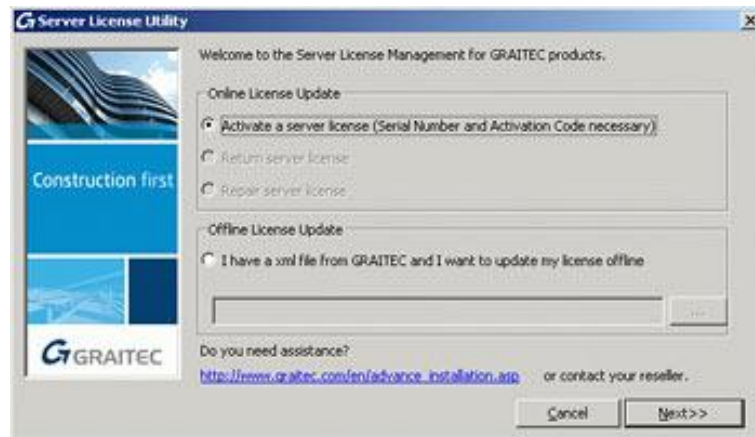 Server License Utility
Welcome to the Server License Management for GRAITEC products.
Online License Update
Activate a server license (Serial Number and Activation Code necessary)
Return server license
Repair server license
Construction first
Offline License Update
I have a xml file from GRAITEC and I want to update my license offline
...
GRAITEC
Do you need assistance?
http://www.graitec.com/en/advance_installation.asp or contact your reseller.
Cancel Next>>